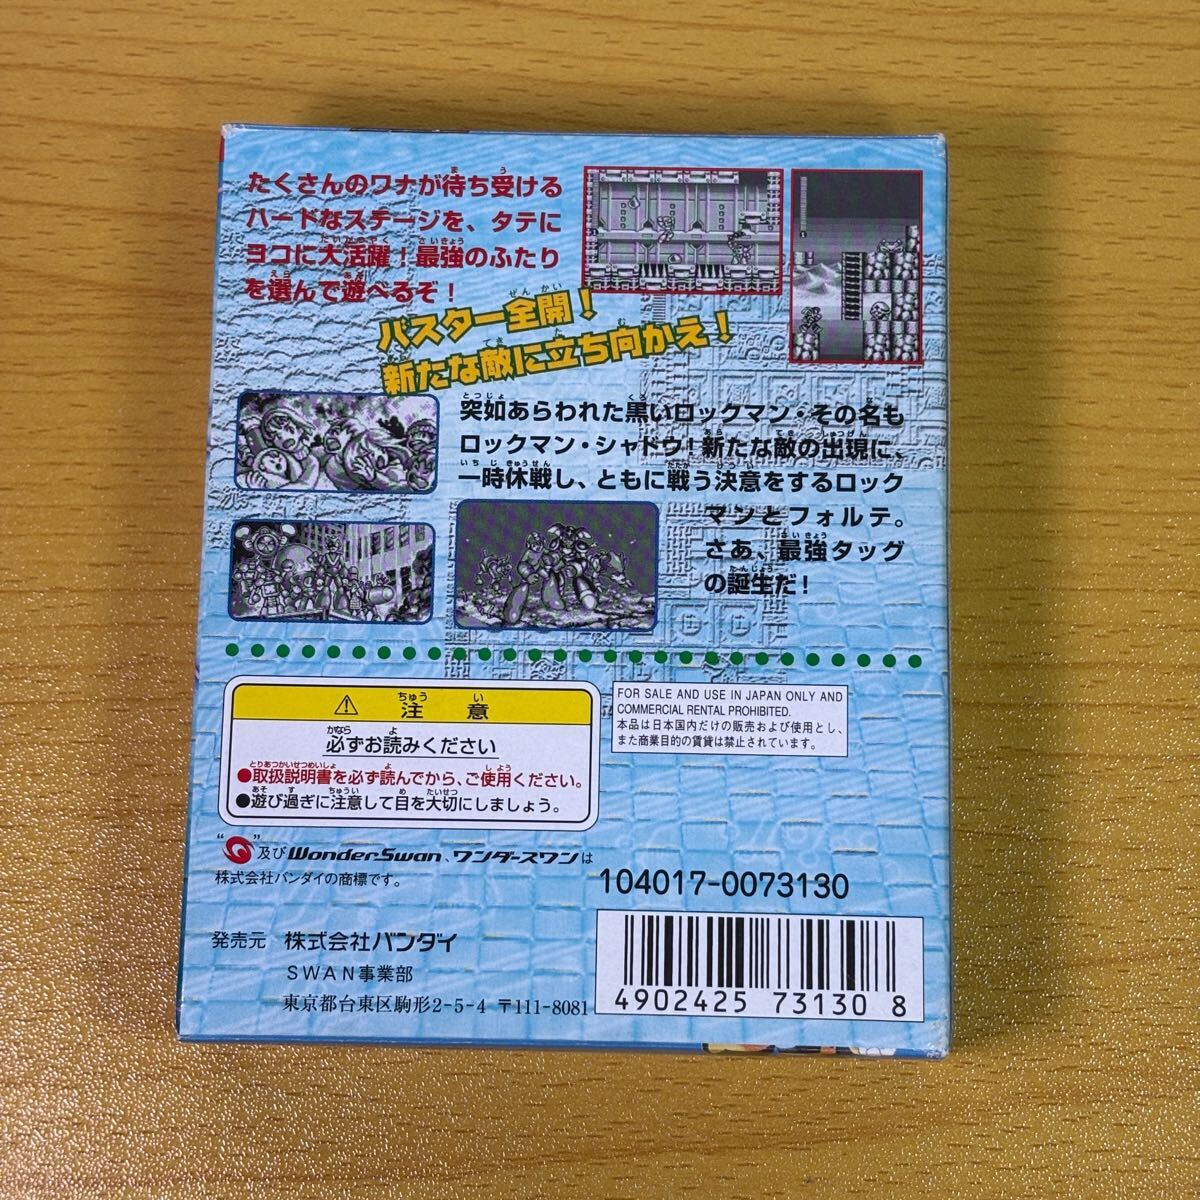 たくさんのワナが待ち受ける
ハードなステージを、タテに
ヨコに大活躍！最強のふたり
を選んで遊べるぞ！
バスター全開！
新たな敵に立ち向かえ！
突如あらわれた黒いロックマン・その名も
ロックマン・シャドウ！新たな敵の出現に、
一時休戦し、ともに戦う決意をするロック
マンとフォルテ。
さあ、最強タッグ
の誕生だ！
注意
必ずお読みください
●取扱説明書を必ず読んでから、ご使用ください。
●遊び過ぎに注意して目を大切にしましょう。
FOR SALE AND USE IN JAPAN ONLY AND
COMMERCIAL RENTAL PROHIBITED.
本品は日本国内だけの販売および使用とし、
また商業目的の賃貸は禁止されています。
“ ”及びWonderSwan、ワンダースワンは
株式会社バンダイの商標です。
104017-0073130
発売元 株式会社バンダイ
SWAN事業部
東京都台東区駒形2-5-4 〒111-8081
4902425 73130 8